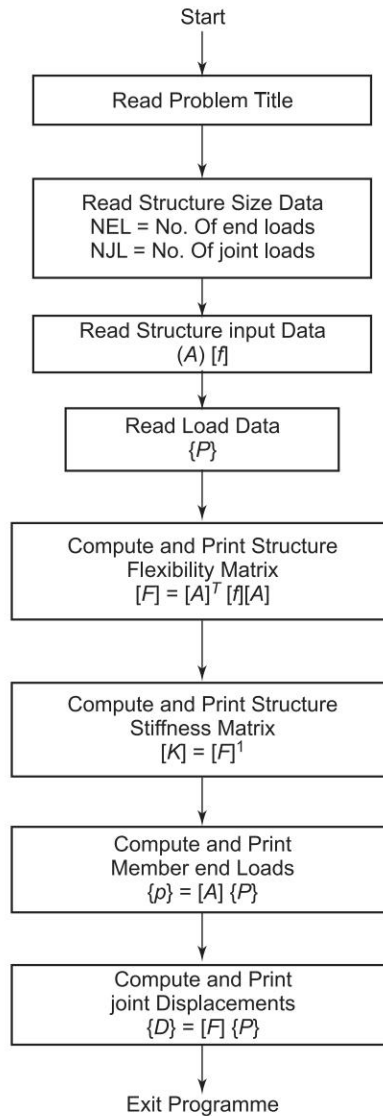 Start
Read Problem Title
Read Structure Size Data
NEL = No. Of end loads
NJL = No. Of joint loads
Read Structure input Data
(A) [f]
Read Load Data
{P}
Compute and Print Structure
Flexibility Matrix
[F] = [A]ᵀ [f][A]
Compute and Print Structure
Stiffness Matrix
[K] = [F]¹
Compute and Print
Member end Loads
{p} = [A] {P}
Compute and Print
joint Displacements
{D} = [F] {P}
Exit Programme